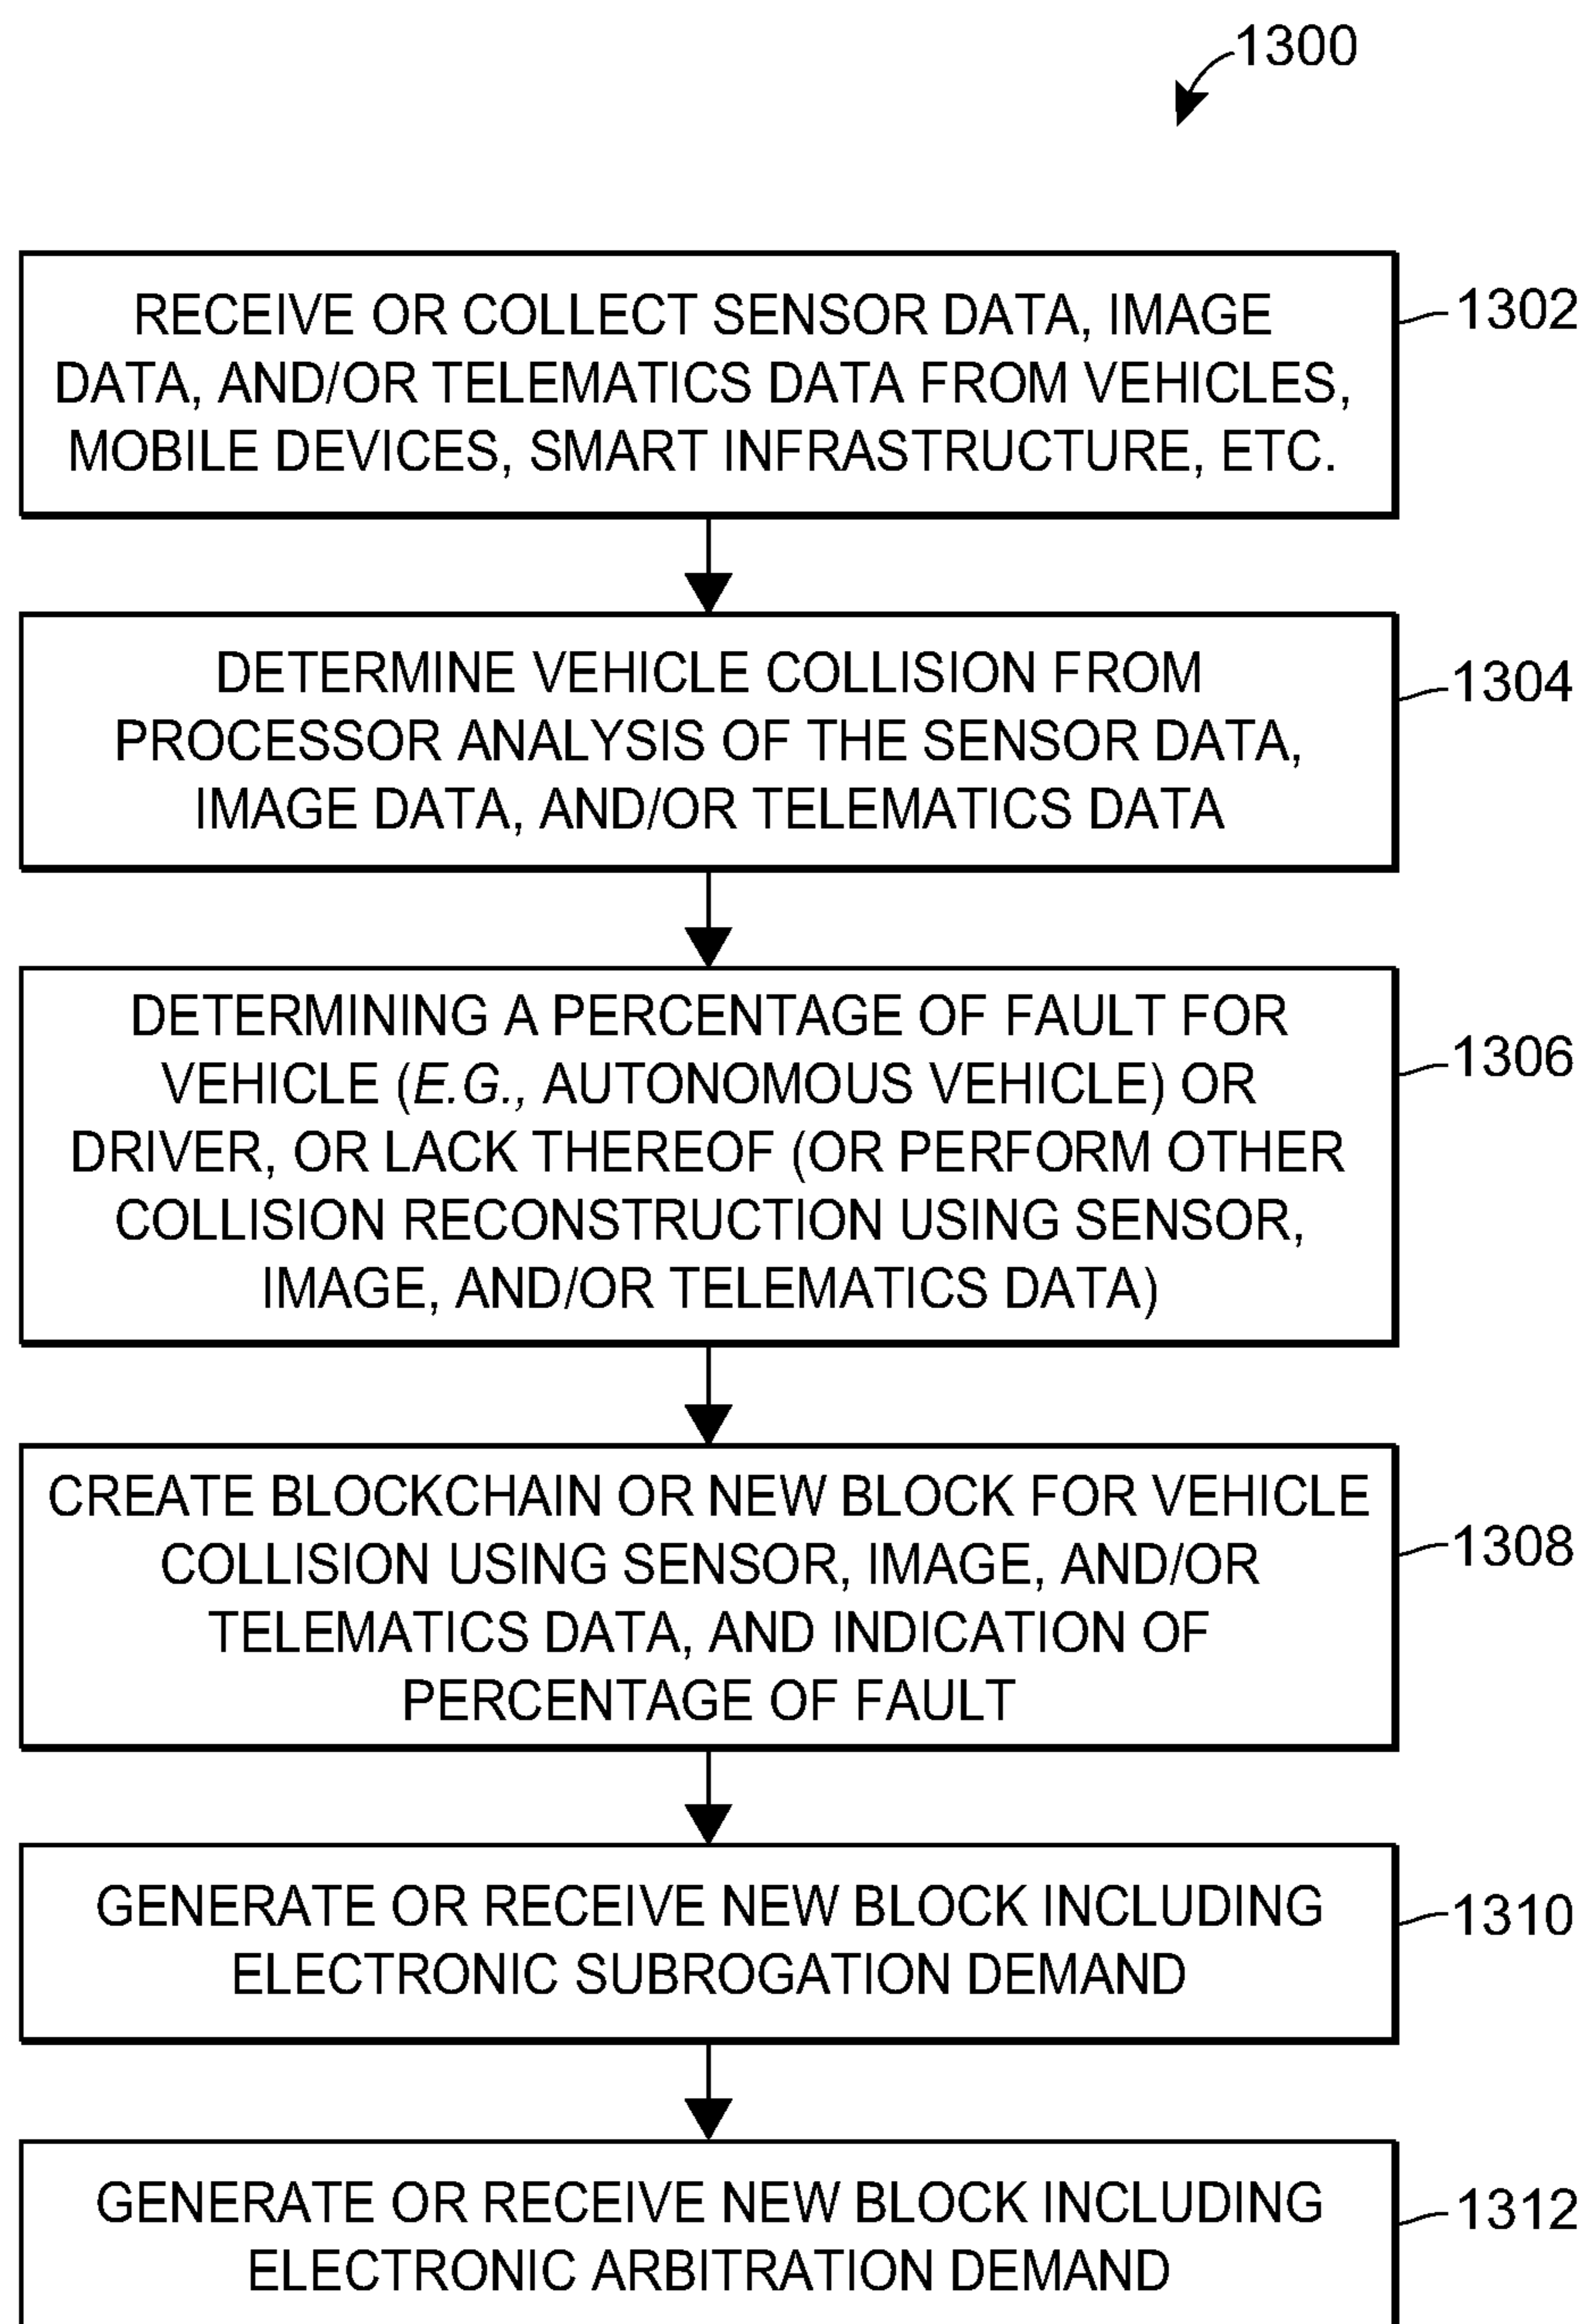 1300
RECEIVE OR COLLECT SENSOR DATA, IMAGE
DATA, AND/OR TELEMATICS DATA FROM VEHICLES,
MOBILE DEVICES, SMART INFRASTRUCTURE, ETC.
1302
DETERMINE VEHICLE COLLISION FROM
PROCESSOR ANALYSIS OF THE SENSOR DATA,
IMAGE DATA, AND/OR TELEMATICS DATA
1304
DETERMINING A PERCENTAGE OF FAULT FOR
VEHICLE (E.G., AUTONOMOUS VEHICLE) OR
DRIVER, OR LACK THEREOF (OR PERFORM OTHER
COLLISION RECONSTRUCTION USING SENSOR,
IMAGE, AND/OR TELEMATICS DATA)
1306
CREATE BLOCKCHAIN OR NEW BLOCK FOR VEHICLE
COLLISION USING SENSOR, IMAGE, AND/OR
TELEMATICS DATA, AND INDICATION OF
PERCENTAGE OF FAULT
1308
GENERATE OR RECEIVE NEW BLOCK INCLUDING
ELECTRONIC SUBROGATION DEMAND
1310
GENERATE OR RECEIVE NEW BLOCK INCLUDING
ELECTRONIC ARBITRATION DEMAND
1312